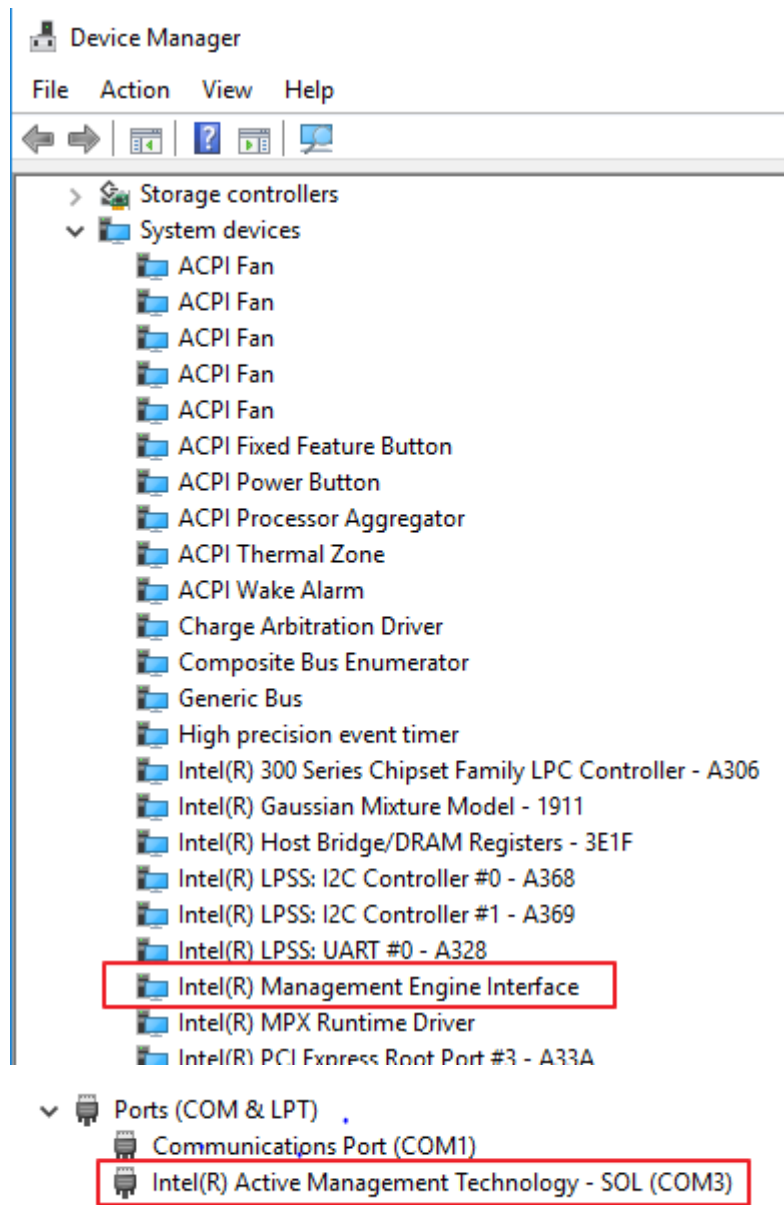 Device Manager
File Action View Help
Storage controllers
System devices
ACPI Fan
ACPI Fan
ACPI Fan
ACPI Fan
ACPI Fan
ACPI Fixed Feature Button
ACPI Power Button
ACPI Processor Aggregator
ACPI Thermal Zone
ACPI Wake Alarm
Charge Arbitration Driver
Composite Bus Enumerator
Generic Bus
High precision event timer
Intel(R) 300 Series Chipset Family LPC Controller - A306
Intel(R) Gaussian Mixture Model - 1911
Intel(R) Host Bridge/DRAM Registers - 3E1F
Intel(R) LPSS: I2C Controller #0 - A368
Intel(R) LPSS: I2C Controller #1 - A369
Intel(R) LPSS: UART #0 - A328
Intel(R) Management Engine Interface
Intel(R) MPX Runtime Driver
Intel(R) PCI Express Root Port #3 - A33A
Ports (COM & LPT)
Communications Port (COM1)
Intel(R) Active Management Technology - SOL (COM3)